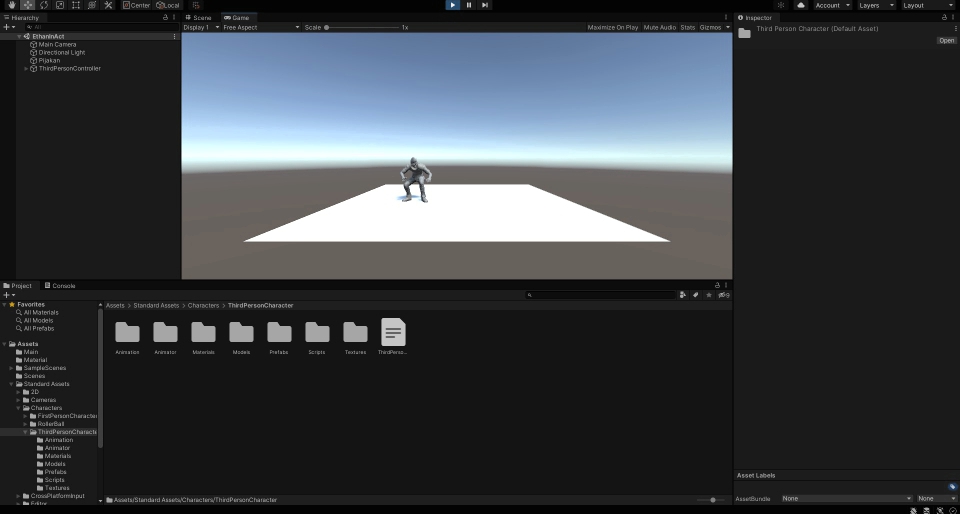 Center Local
Account Layers Layout
Hierarchy
All
EthanInAct
Main Camera
Directional Light
Pijakan
ThirdPersonController
Scene Game
Display 1 Free Aspect Scale 1x Maximize On Play Mute Audio Stats Gizmos
Inspector
Third Person Character (Default Asset)
Open
Project Console
Favorites
All Materials
All Models
All Prefabs
Assets
Main
Material
SampleScenes
Scenes
Standard Assets
2D
Cameras
Characters
FirstPersonCharacter
RollerBall
ThirdPersonCharacte
Animation
Animator
Materials
Models
Prefabs
Scripts
Textures
CrossPlatformInput
Editor
Assets > Standard Assets > Characters > ThirdPersonCharacter
Animation Animator Materials Models Prefabs Scripts Textures ThirdPerso...
Assets/Standard Assets/Characters/ThirdPersonCharacter
Asset Labels
AssetBundle None None